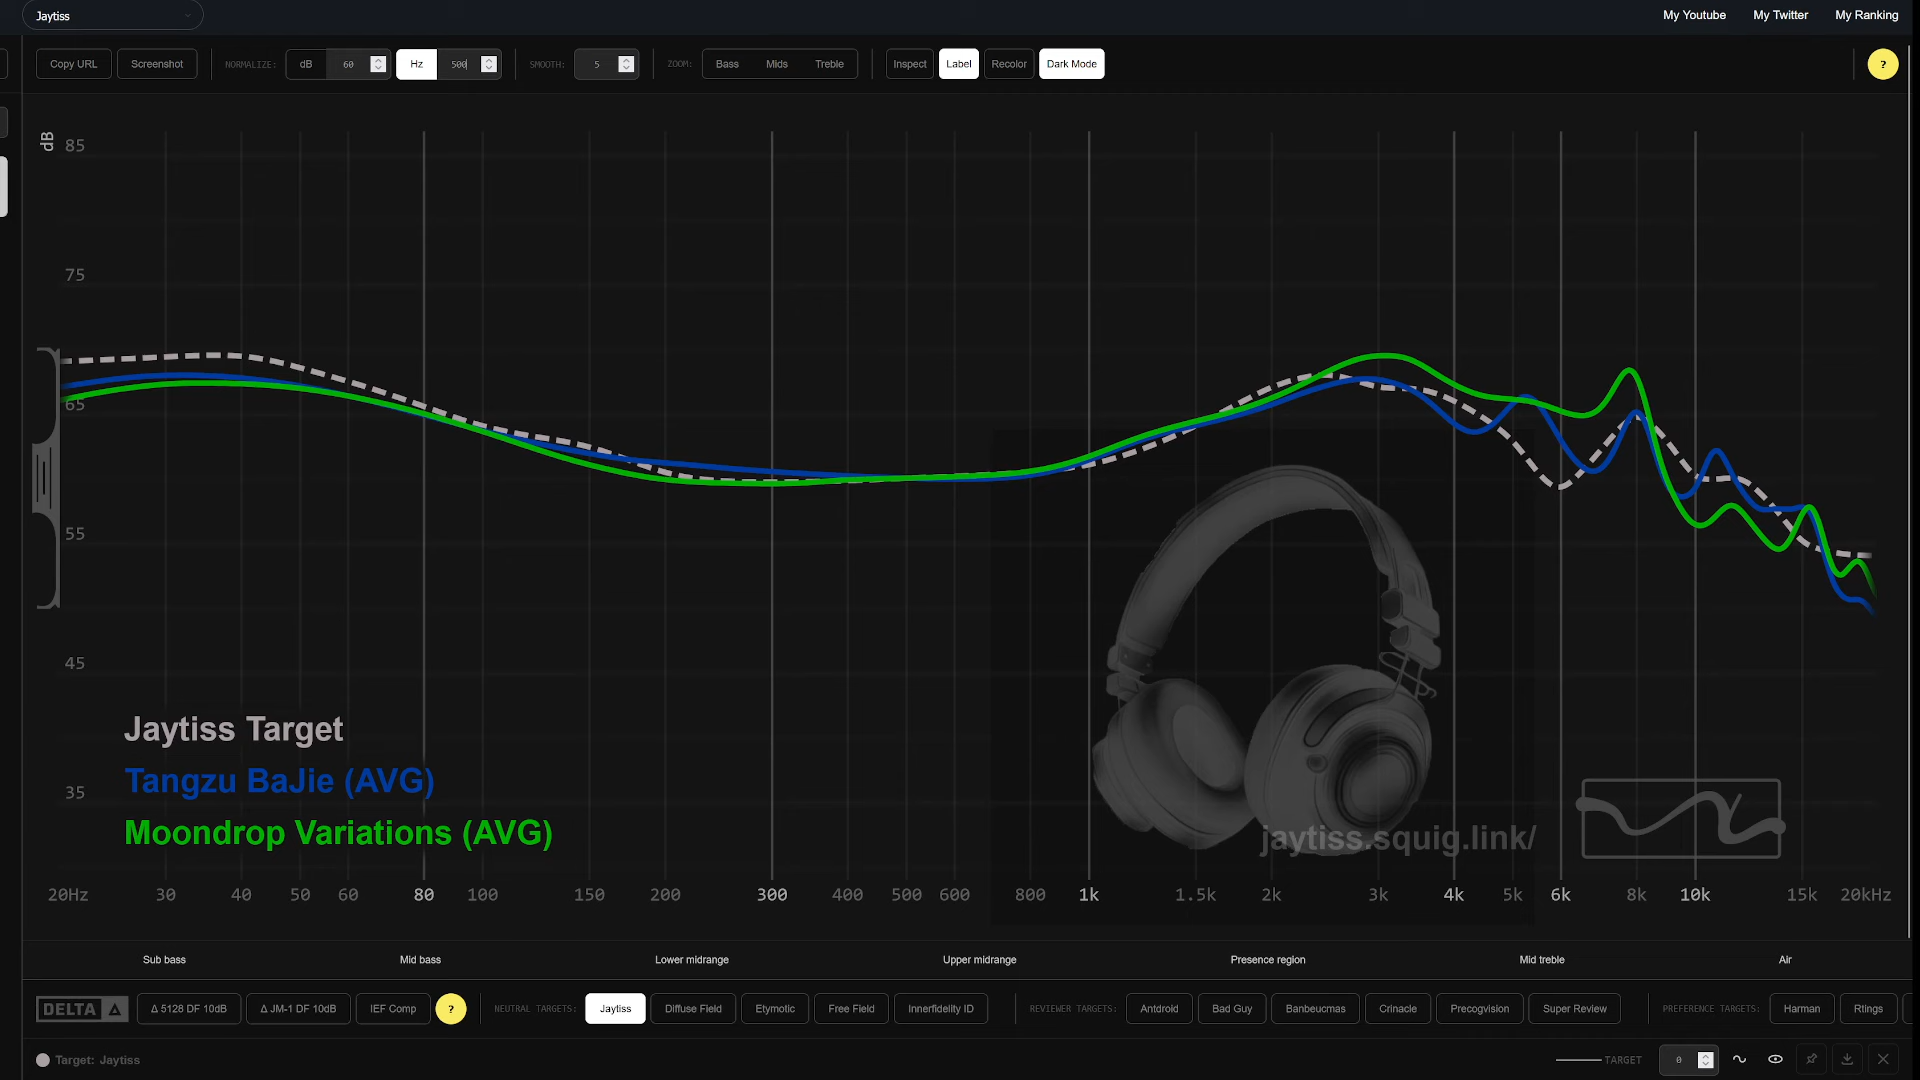 Jaytiss
My Youtube My Twitter My Ranking
Copy URL Screenshot NORMALIZE: dB 60 Hz 500 SMOOTH: 5 ZOOM: Bass Mids Treble Inspect Label Recolor Dark Mode ?
dB
85
75
65
55
45
35
Jaytiss Target
Tangzu BaJie (AVG)
Moondrop Variations (AVG)
jaytiss.squig.link/
20Hz 30 40 50 60 80 100 150 200 300 400 500 600 800 1k 1.5k 2k 3k 4k 5k 6k 8k 10k 15k 20kHz
Sub bass Mid bass Lower midrange Upper midrange Presence region Mid treble Air
DELTA Δ Δ 5128 DF 10dB Δ JM-1 DF 10dB IEF Comp ? NEUTRAL TARGETS: Jaytiss Diffuse Field Etymotic Free Field Innerfidelity ID REVIEWER TARGETS: Antdroid Bad Guy Banbeucmas Crinacle Precogvision Super Review PREFERENCE TARGETS: Harman Rtings
Target: Jaytiss TARGET 0